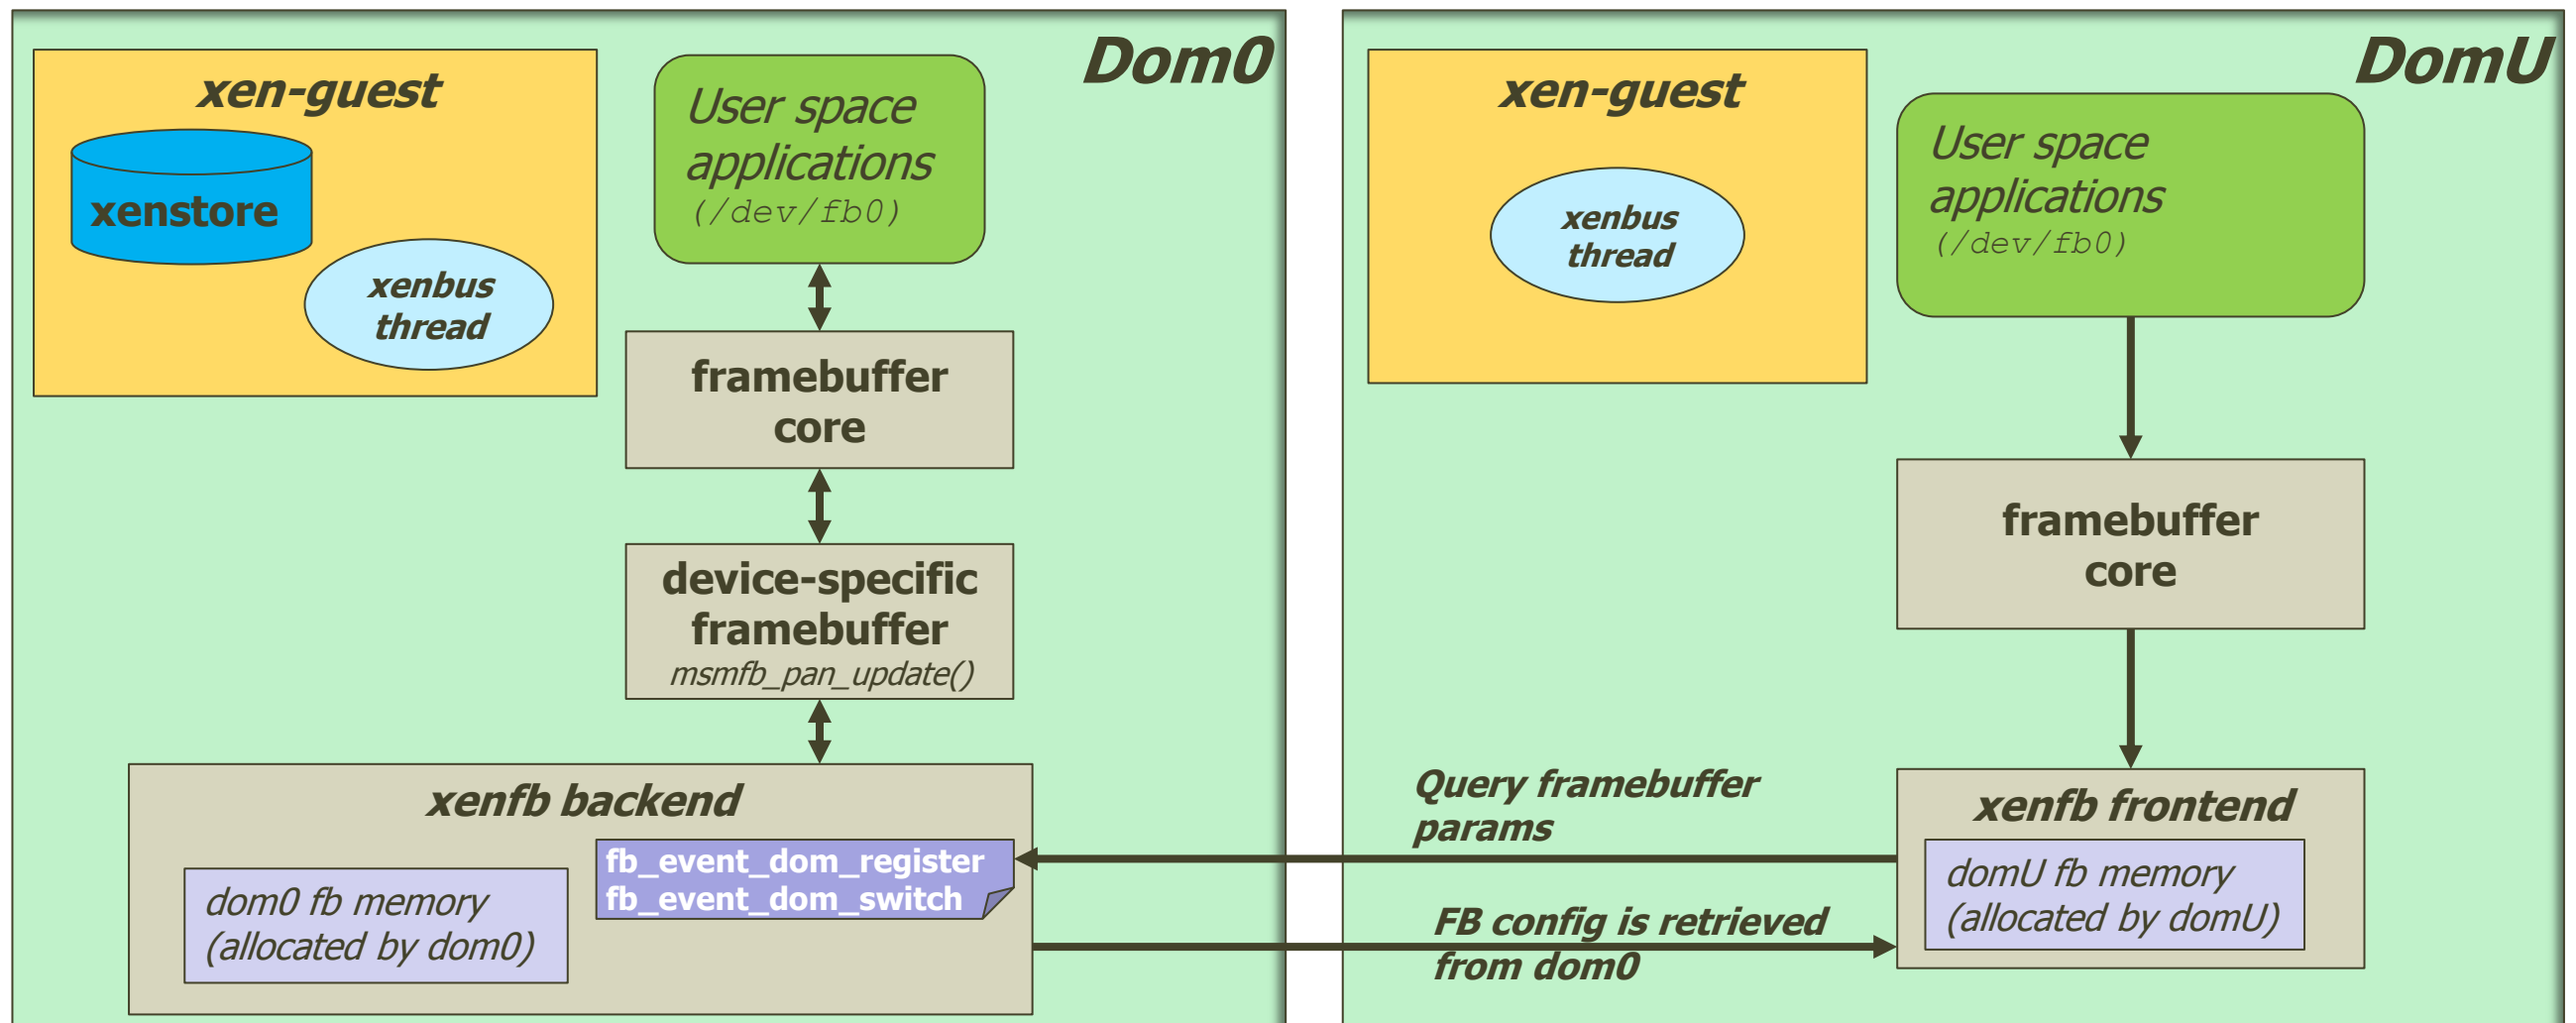 Dom0
xen-guest
xenstore
xenbus
thread
User space
applications
(/dev/fb0)
framebuffer
core
device-specific
framebuffer
msmfb_pan_update()
xenfb backend
dom0 fb memory
(allocated by dom0)
fb_event_dom_register
fb_event_dom_switch
Query framebuffer
params
FB config is retrieved
from dom0
DomU
xen-guest
xenbus
thread
User space
applications
(/dev/fb0)
framebuffer
core
xenfb frontend
domU fb memory
(allocated by domU)